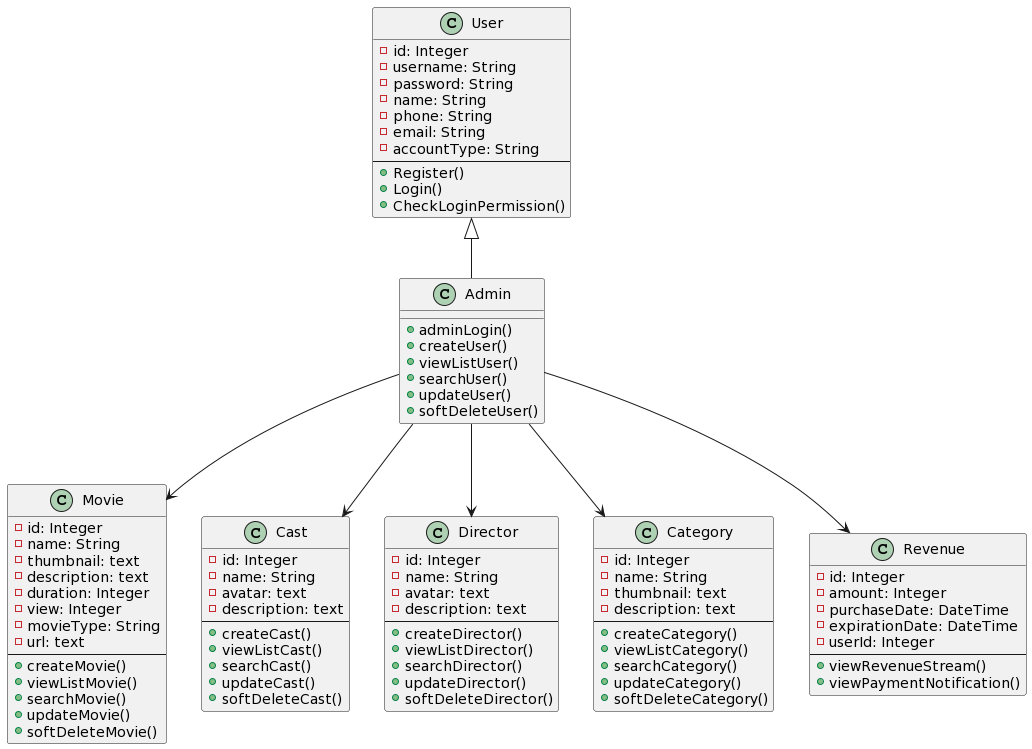 C User
id: Integer
username: String
password: String
name: String
phone: String
email: String
accountType: String
Register()
Login()
CheckLoginPermission()
C Admin
adminLogin()
createUser()
viewListUser()
searchUser()
updateUser()
softDeleteUser()
C Movie
id: Integer
name: String
thumbnail: text
description: text
duration: Integer
view: Integer
movieType: String
url: text
createMovie()
viewListMovie()
searchMovie()
updateMovie()
softDeleteMovie()
C Cast
id: Integer
name: String
avatar: text
description: text
createCast()
viewListCast()
searchCast()
updateCast()
softDeleteCast()
C Director
id: Integer
name: String
avatar: text
description: text
createDirector()
viewListDirector()
searchDirector()
updateDirector()
softDeleteDirector()
C Category
id: Integer
name: String
thumbnail: text
description: text
createCategory()
viewListCategory()
searchCategory()
updateCategory()
softDeleteCategory()
C Revenue
id: Integer
amount: Integer
purchaseDate: DateTime
expirationDate: DateTime
userId: Integer
viewRevenueStream()
viewPaymentNotification()